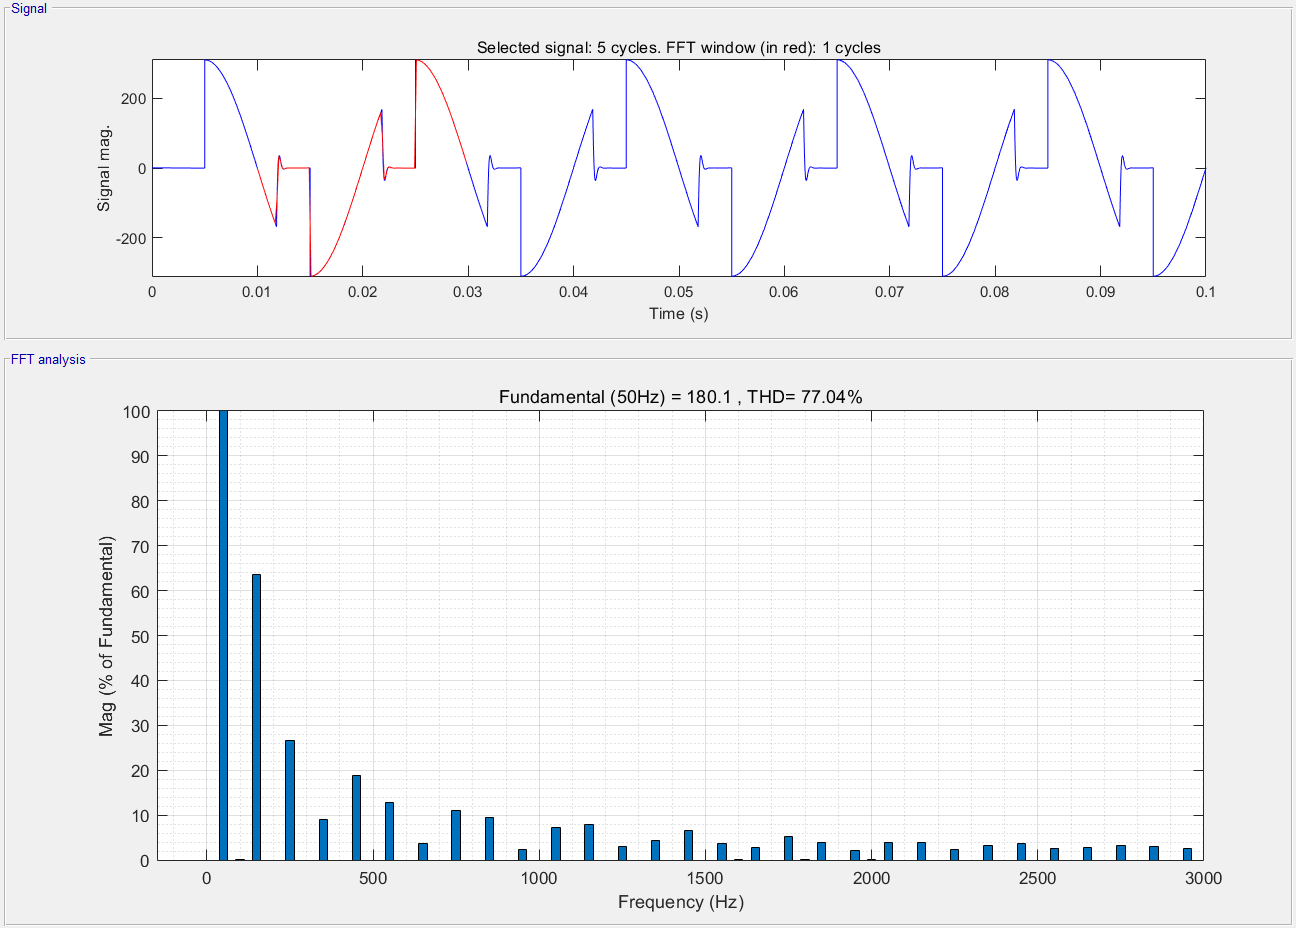 Signal
Selected signal: 5 cycles. FFT window (in red): 1 cycles
200
0
-200
Signal mag.
0 0.01 0.02 0.03 0.04 0.05 0.06 0.07 0.08 0.09 0.1
Time (s)
FFT analysis
Fundamental (50Hz) = 180.1 , THD= 77.04%
100
90
80
70
60
50
40
30
20
10
0
Mag (% of Fundamental)
0 500 1000 1500 2000 2500 3000
Frequency (Hz)